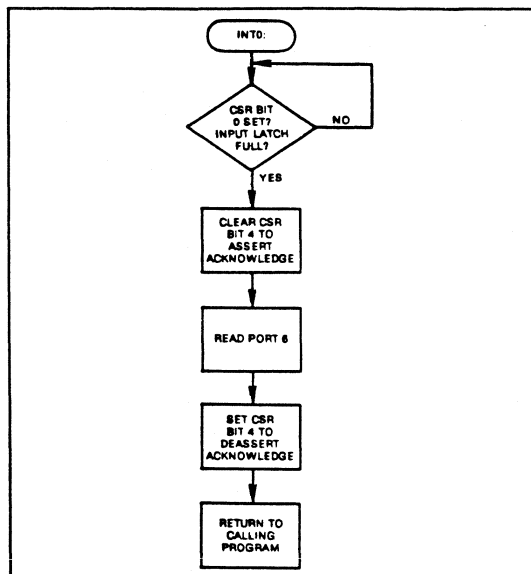 INT0:
CSR BIT
0 SET?
INPUT LATCH
FULL?
NO
YES
CLEAR CSR
BIT 4 TO
ASSERT
ACKNOWLEDGE
READ PORT 6
SET CSR
BIT 4 TO
DEASSERT
ACKNOWLEDGE
RETURN TO
CALLING
PROGRAM